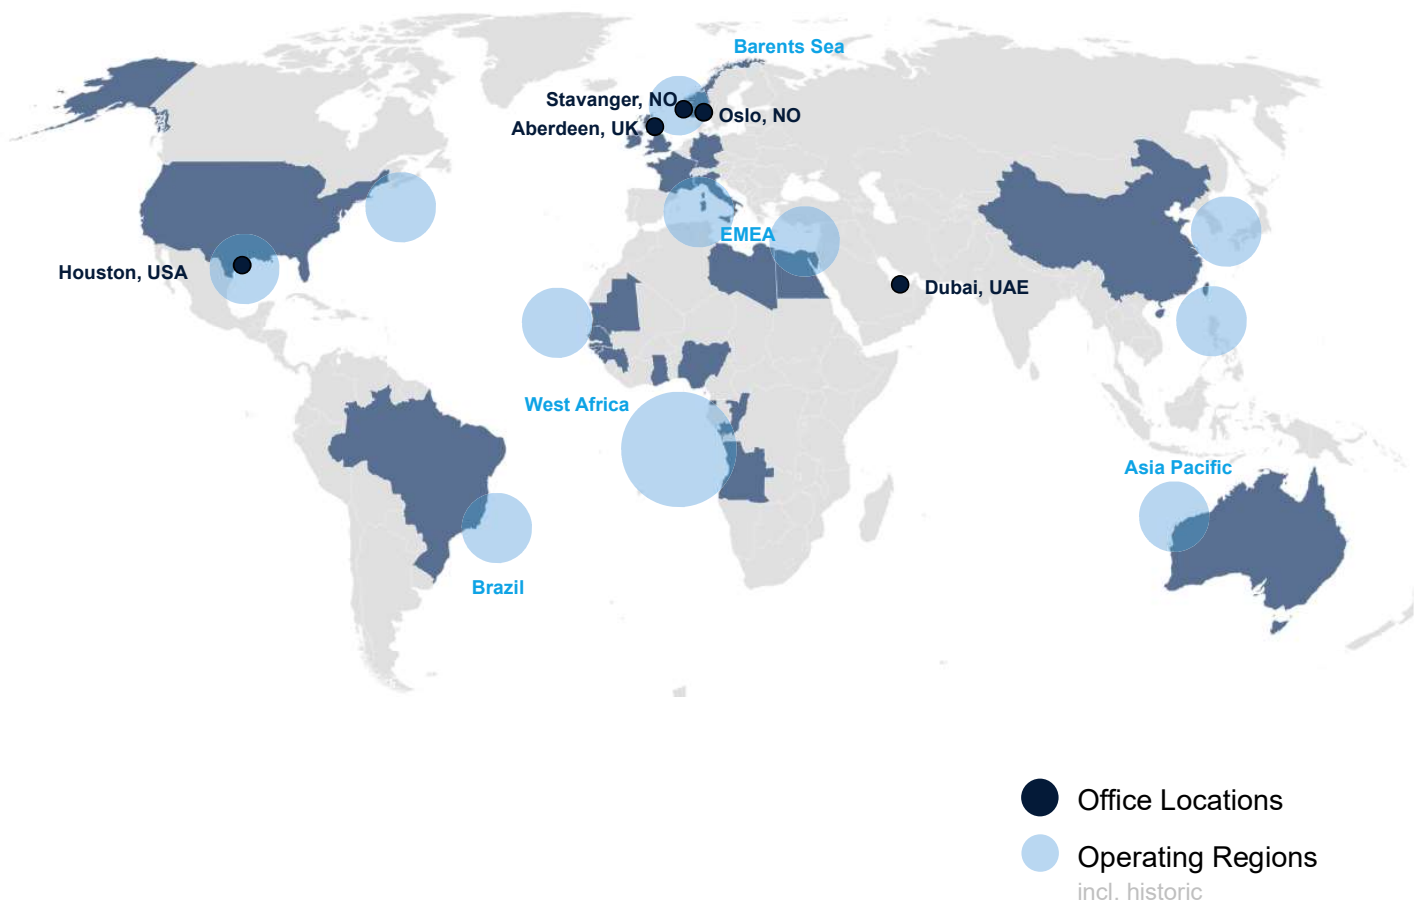 Barents Sea
Stavanger, NO
Oslo, NO
Aberdeen, UK
EMEA
Houston, USA
Dubai, UAE
West Africa
Asia Pacific
Brazil
Office Locations
Operating Regions
incl. historic